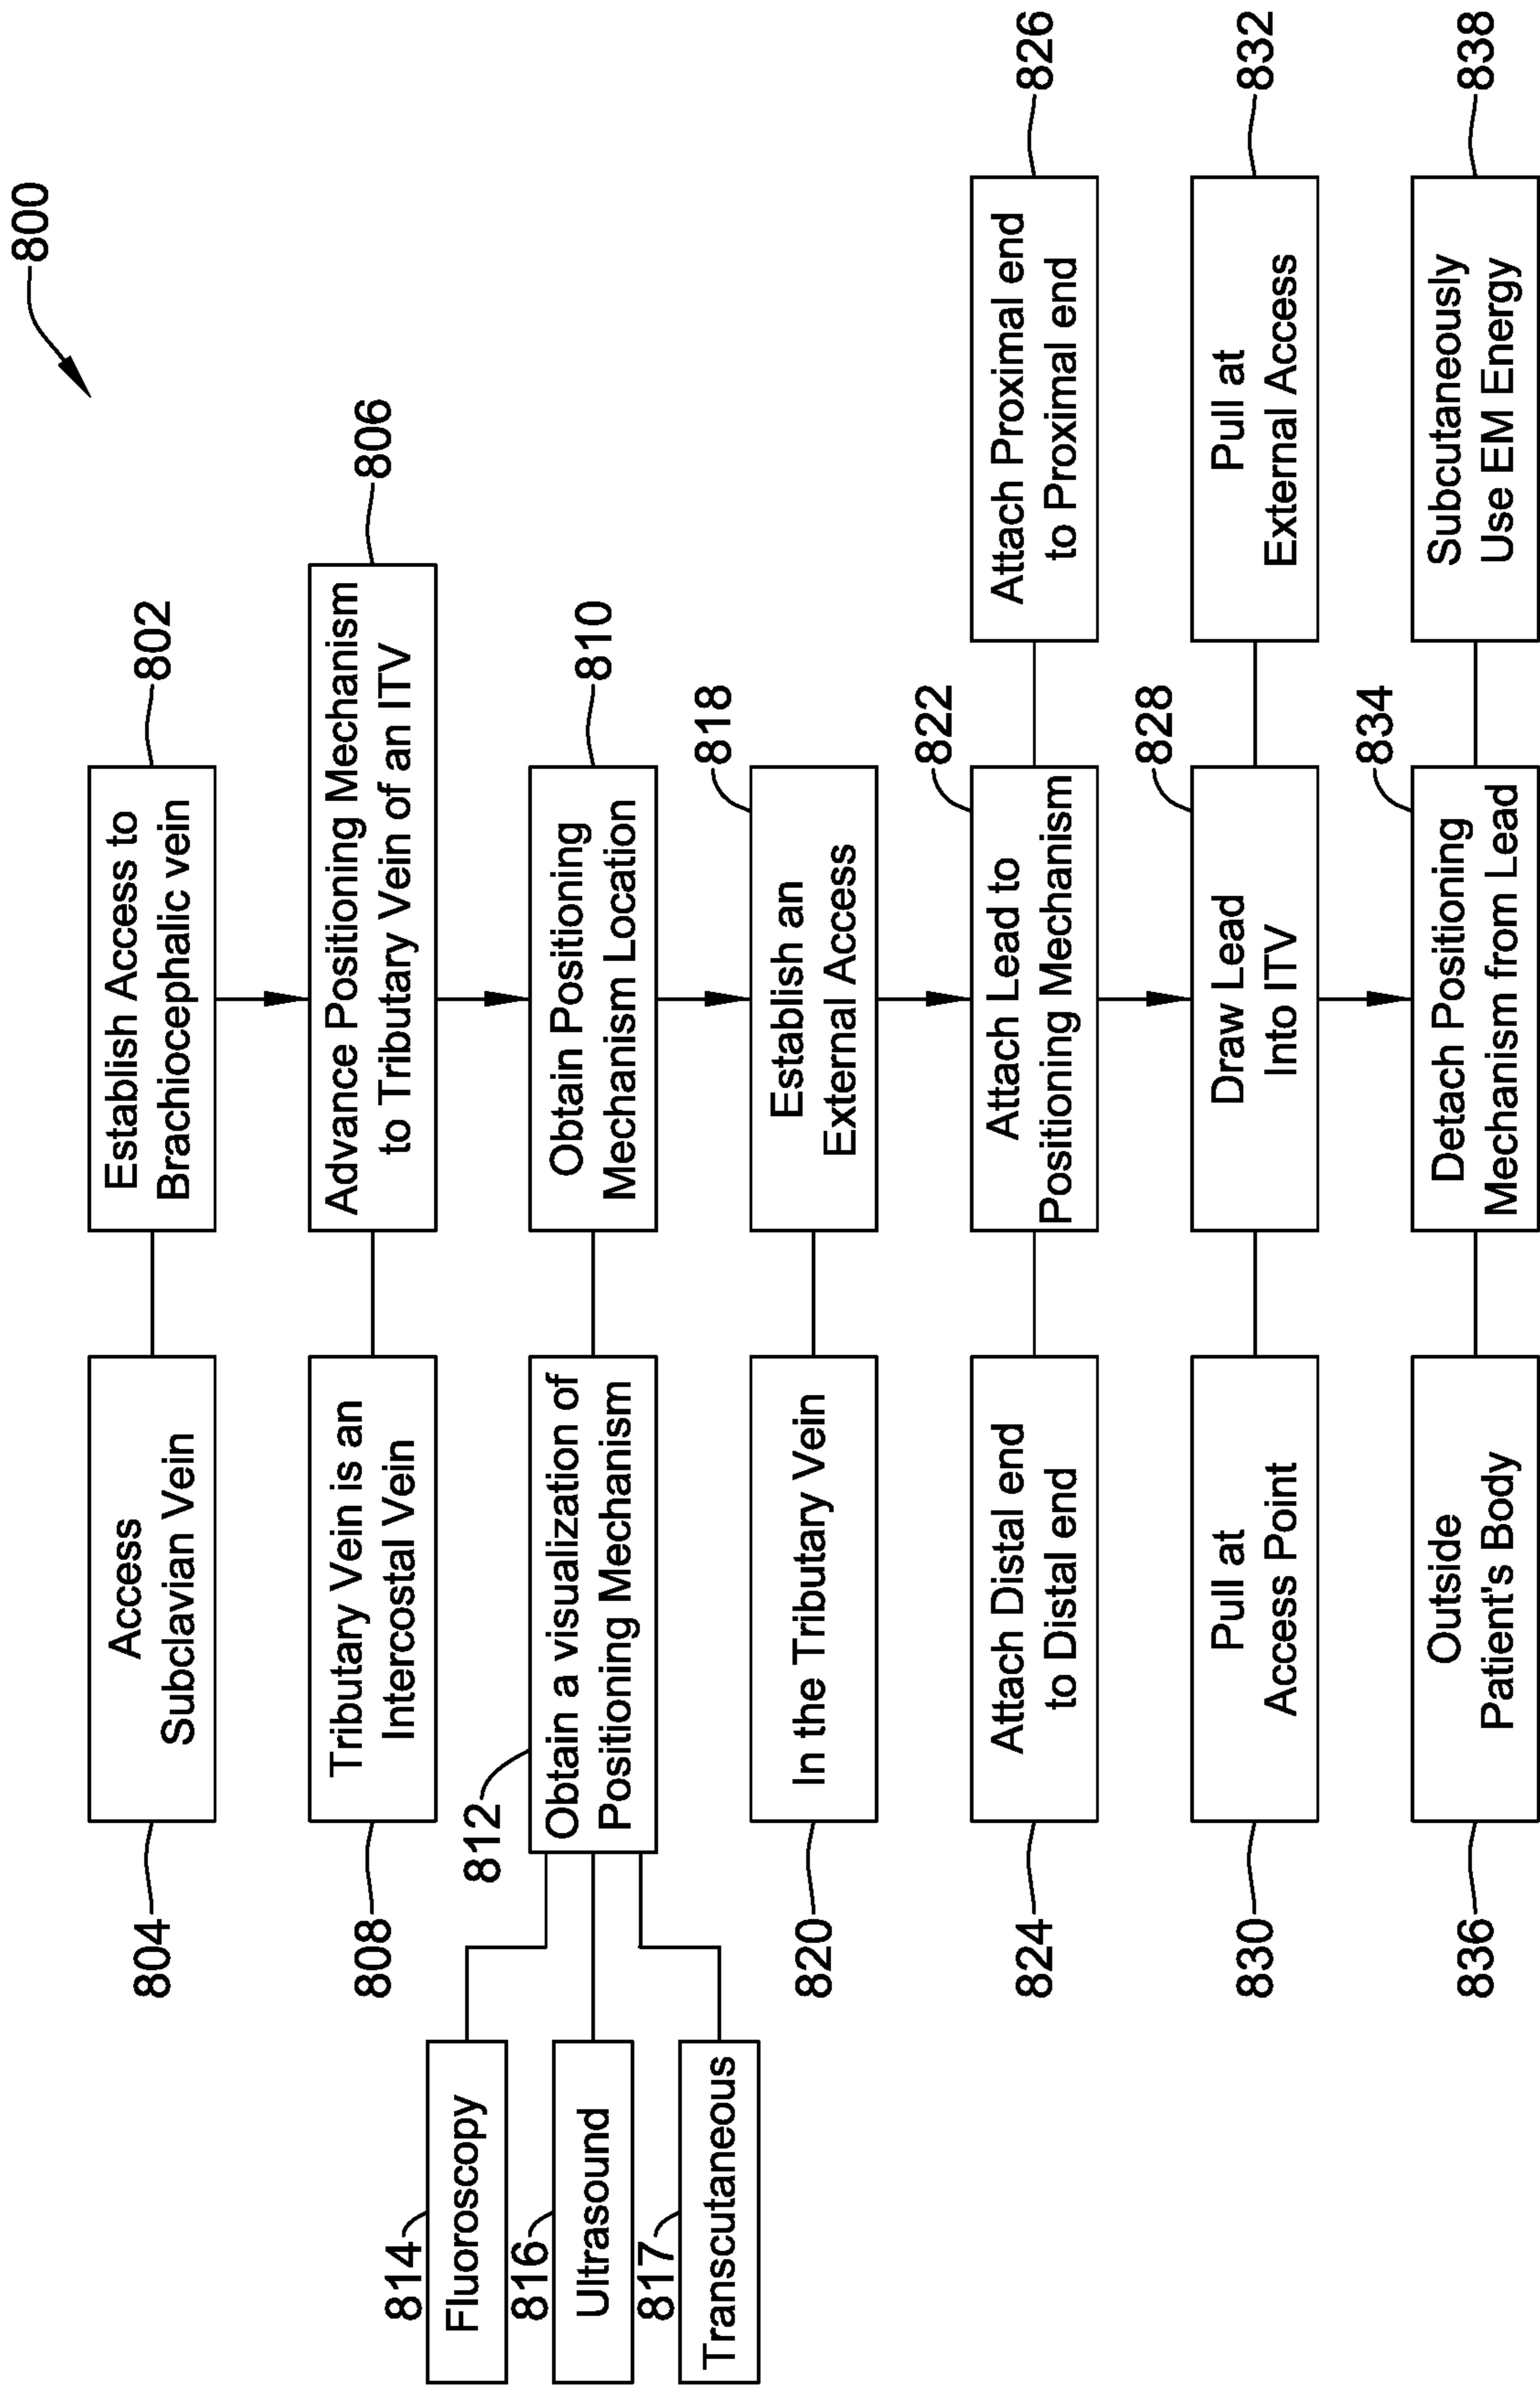 800
802
Establish Access to
Brachiocephalic vein
Access
Subclavian Vein
804
806
Advance Positioning Mechanism
to Tributary Vein of an ITV
Tributary Vein is an
Intercostal Vein
808
810
Obtain Positioning
Mechanism Location
Obtain a visualization of
Positioning Mechanism
812
814
Fluoroscopy
816
Ultrasound
817
Transcutaneous
818
Establish an
External Access
In the Tributary Vein
820
822
Attach Lead to
Positioning Mechanism
Attach Distal end
to Distal end
824
Attach Proximal end
to Proximal end
826
828
Draw Lead
Into ITV
Pull at
Access Point
830
Pull at
External Access
832
834
Detach Positioning
Mechanism from Lead
Outside
Patient's Body
836
Subcutaneously
Use EM Energy
838